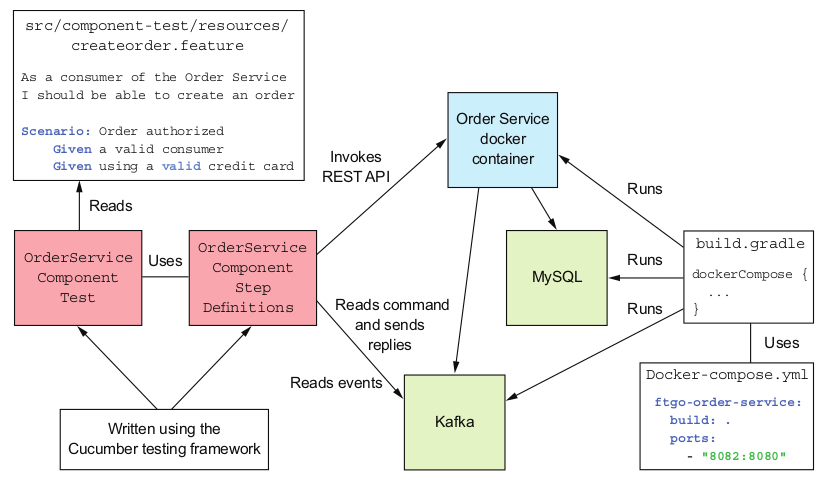 src/component-test/resources/
createorder.feature
As a consumer of the Order Service
I should be able to create an order
Scenario: Order authorized
Given a valid consumer
Given using a valid credit card
Reads
OrderService
Component
Test
Uses
OrderService
Component
Step
Definitions
Written using the
Cucumber testing framework
Invokes
REST API
Reads command
and sends
replies
Reads events
Order Service
docker
container
MySQL
Kafka
Runs
Runs
Runs
build.gradle
dockerCompose {
...
}
Uses
Docker-compose.yml
ftgo-order-service:
build: .
ports:
- "8082:8080"